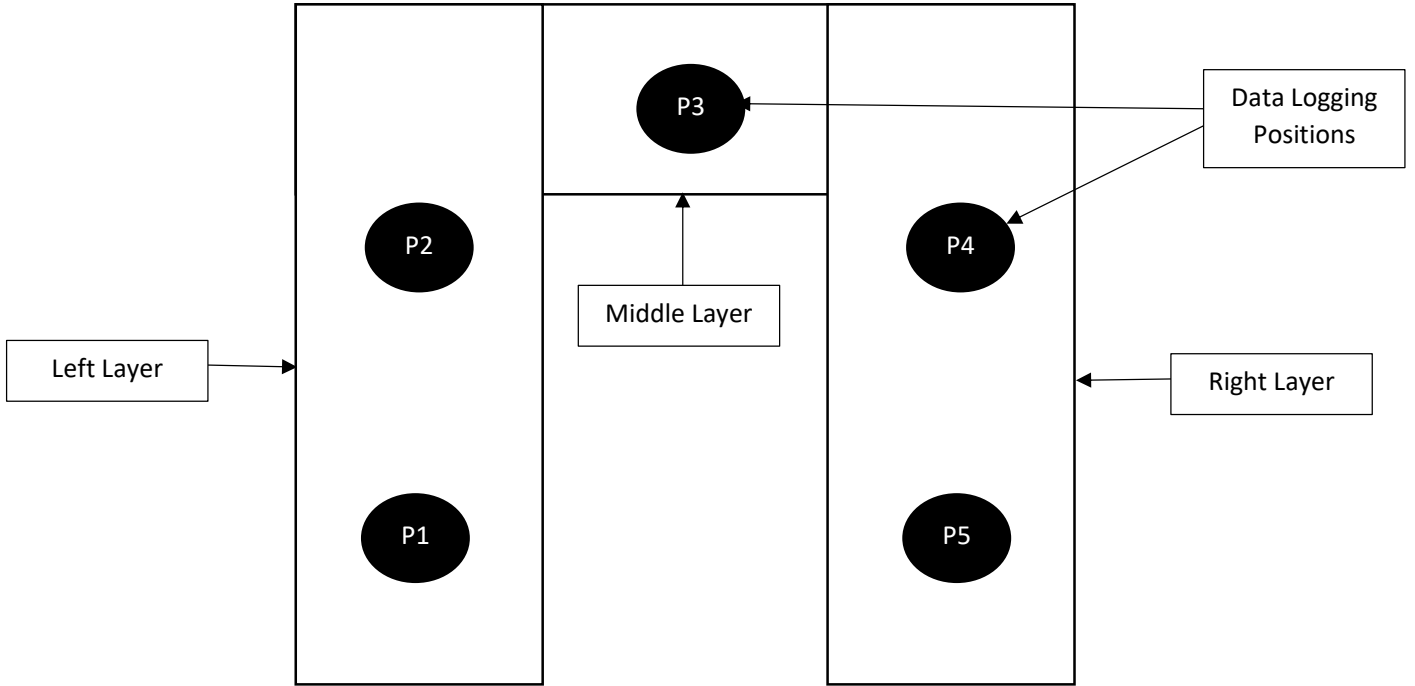 P3
Data Logging
Positions
P2
P4
Middle Layer
Left Layer
Right Layer
P1
P5